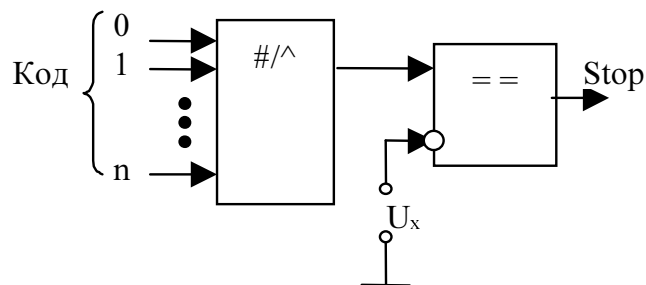 0
Код
1
n
#/^
= =
Stop
Uₓ